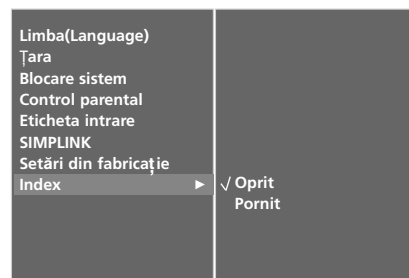 Limba(Language)
Țara
Blocare sistem
Control parental
Eticheta intrare
SIMPLINK
Setări din fabricație
Index ► √ Oprit
Pornit